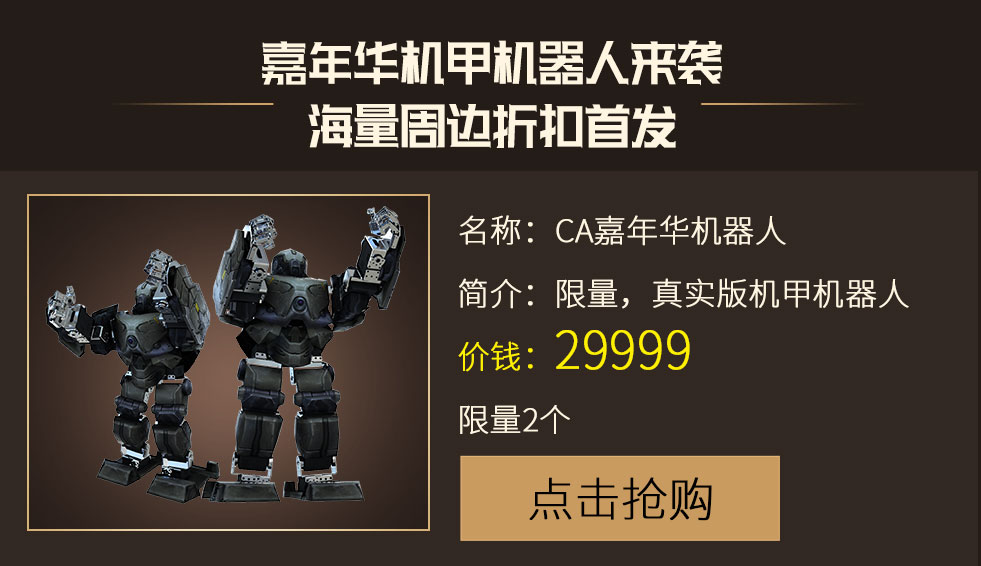 嘉年华机甲机器人来袭
海量周边折扣首发
名称：CA嘉年华机器人
简介：限量，真实版机甲机器人
价钱：29999
限量2个
点击抢购